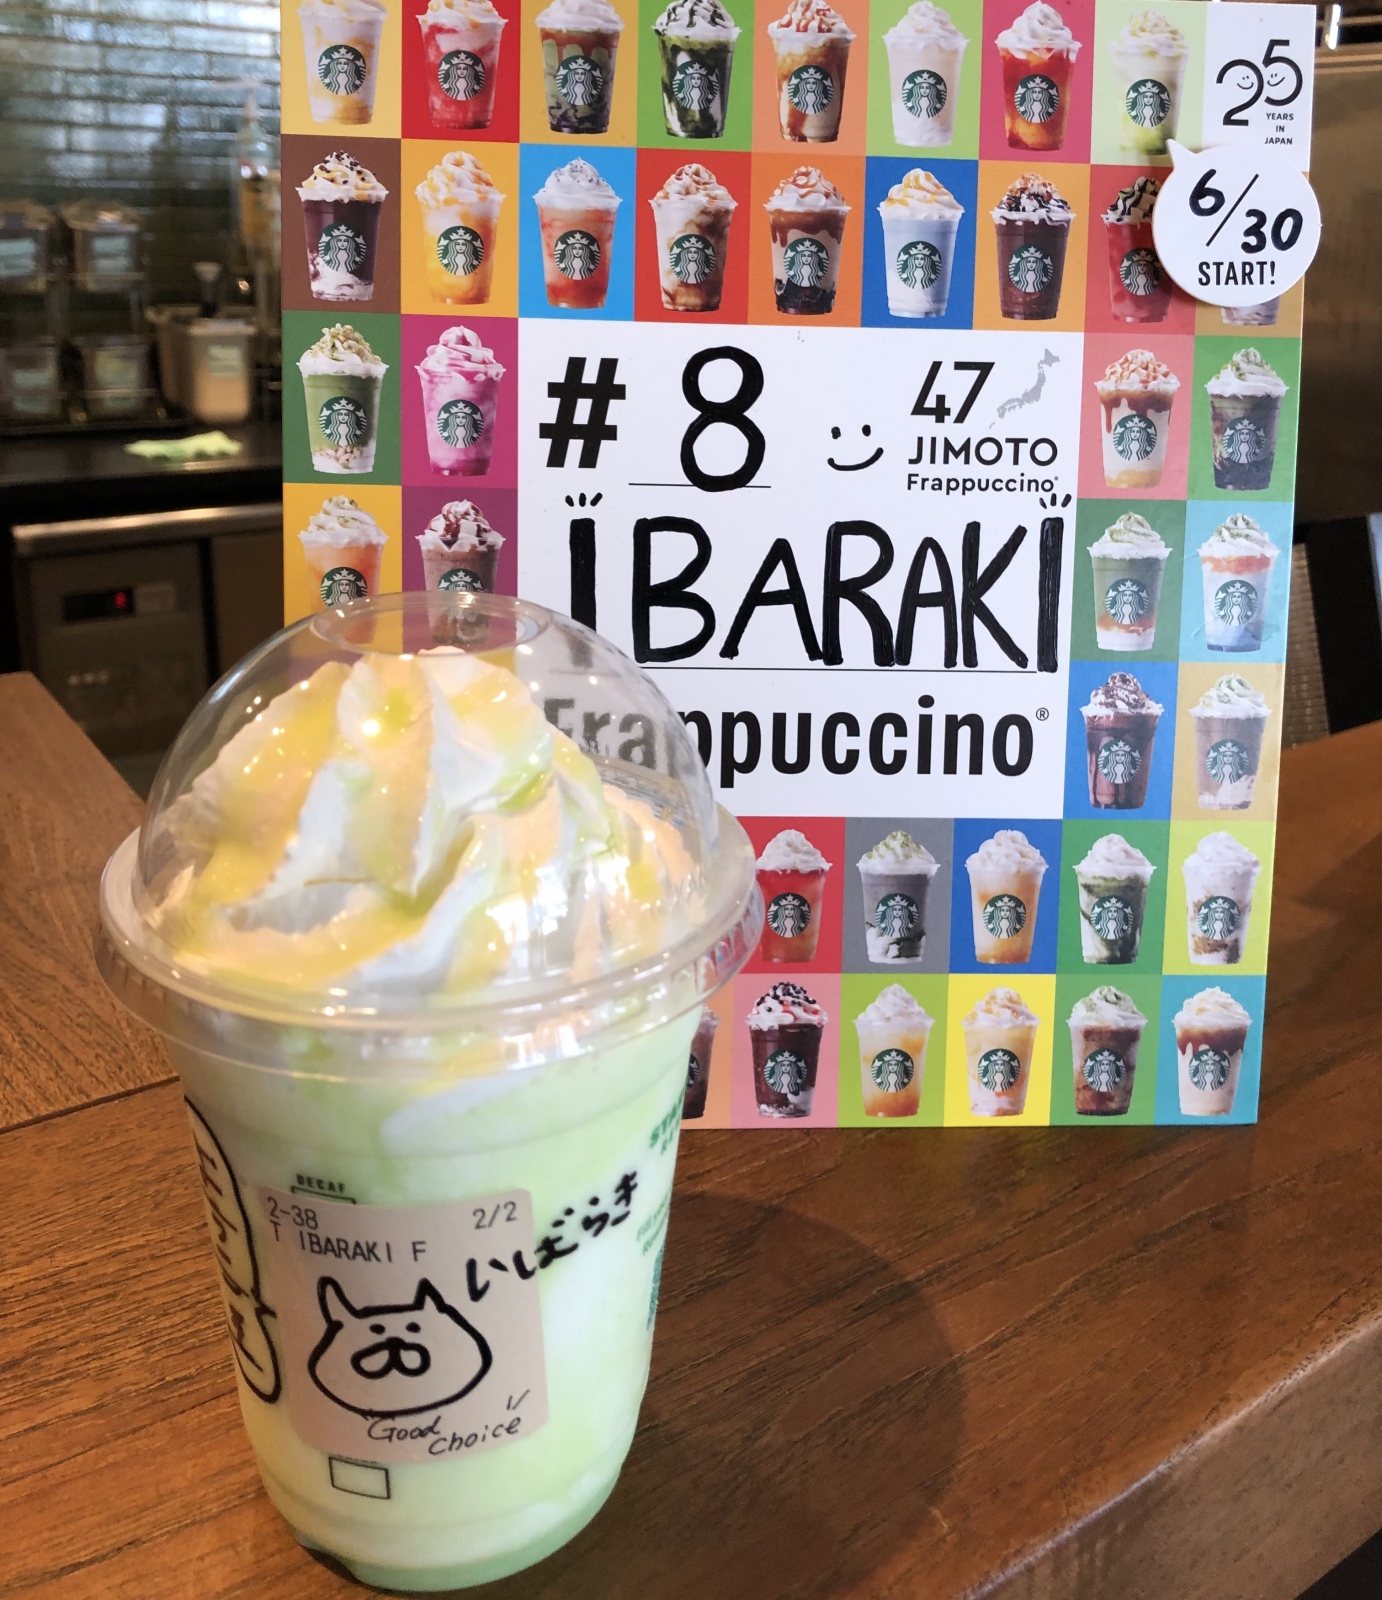 25
YEARS
IN
JAPAN
6/30
START!
#8
47
JIMOTO
Frappuccino®
IBARAKI
Frappuccino®
DECAF
2-38 2/2
T IBARAKI F
いばらき
Good
choice